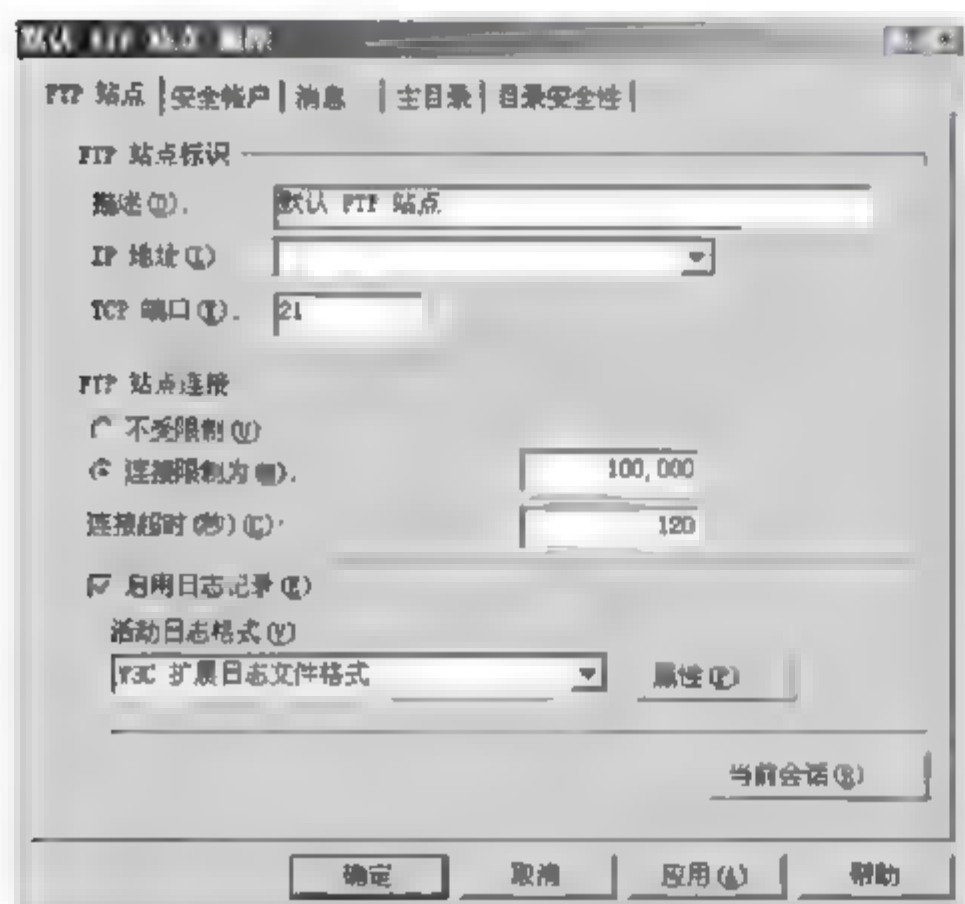 默认 FTP 站点 属性
FTP 站点 安全帐户 消息 主目录 目录安全性
FTP 站点标识
描述(D):
默认 FTP 站点
IP 地址(I)
TCP 端口(T):
21
FTP 站点连接
不受限制(U)
连接限制为(M):
100,000
连接超时(秒)(C):
120
启用日志记录(E)
活动日志格式(V)
W3C 扩展日志文件格式
属性(P)
当前会话(R)
确定 取消 应用(A) 帮助